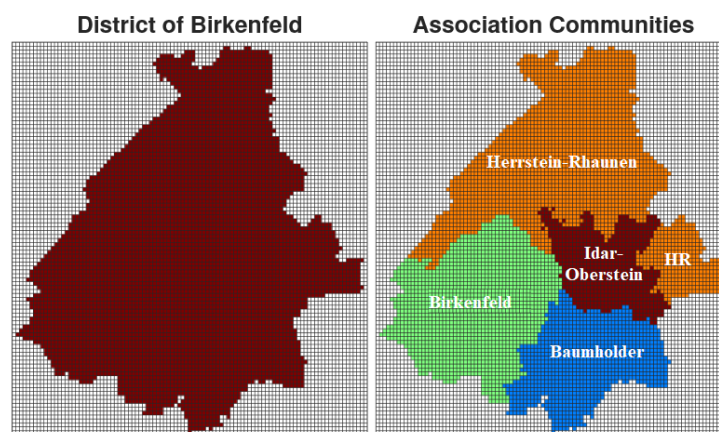 District of Birkenfeld
Association Communities
Herrstein-Rhaunen
Idar-
Oberstein
HR
Birkenfeld
Baumholder